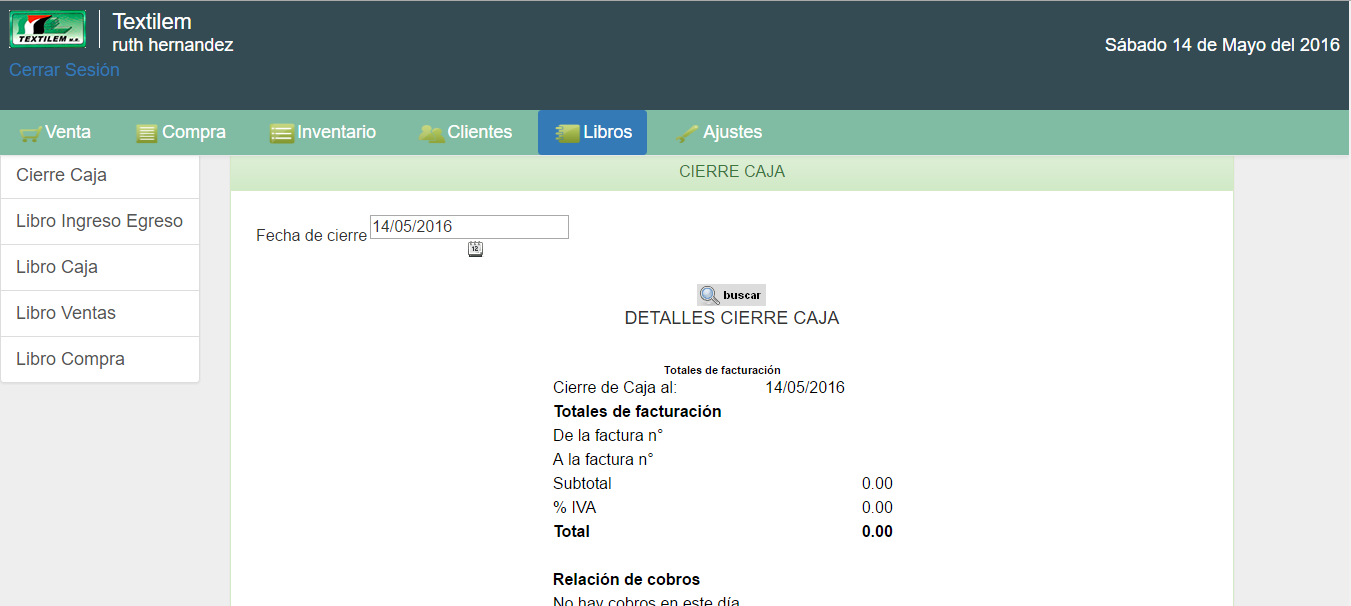 TEXTILEM S.R.
Textilem
ruth hernandez
Sábado 14 de Mayo del 2016
Cerrar Sesión
Venta
Compra
Inventario
Clientes
Libros
Ajustes
Cierre Caja
Libro Ingreso Egreso
Libro Caja
Libro Ventas
Libro Compra
CIERRE CAJA
Fecha de cierre 14/05/2016
12
buscar
DETALLES CIERRE CAJA
Totales de facturación
Cierre de Caja al: 14/05/2016
Totales de facturación
De la factura n°
A la factura n°
Subtotal 0.00
% IVA 0.00
Total 0.00
Relación de cobros
No hay cobros en este día